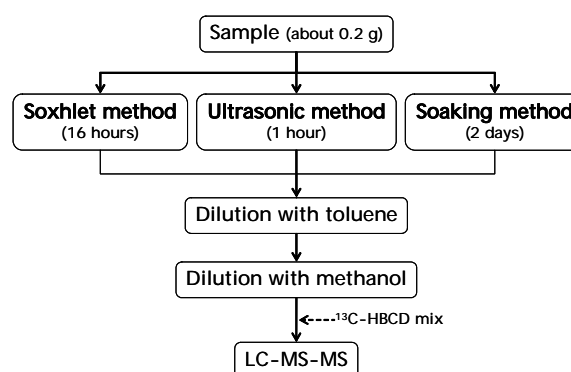 Sample (about 0.2 g)
Soxhlet method
(16 hours)
Ultrasonic method
(1 hour)
Soaking method
(2 days)
Dilution with toluene
Dilution with methanol
¹³C-HBCD mix
LC-MS-MS